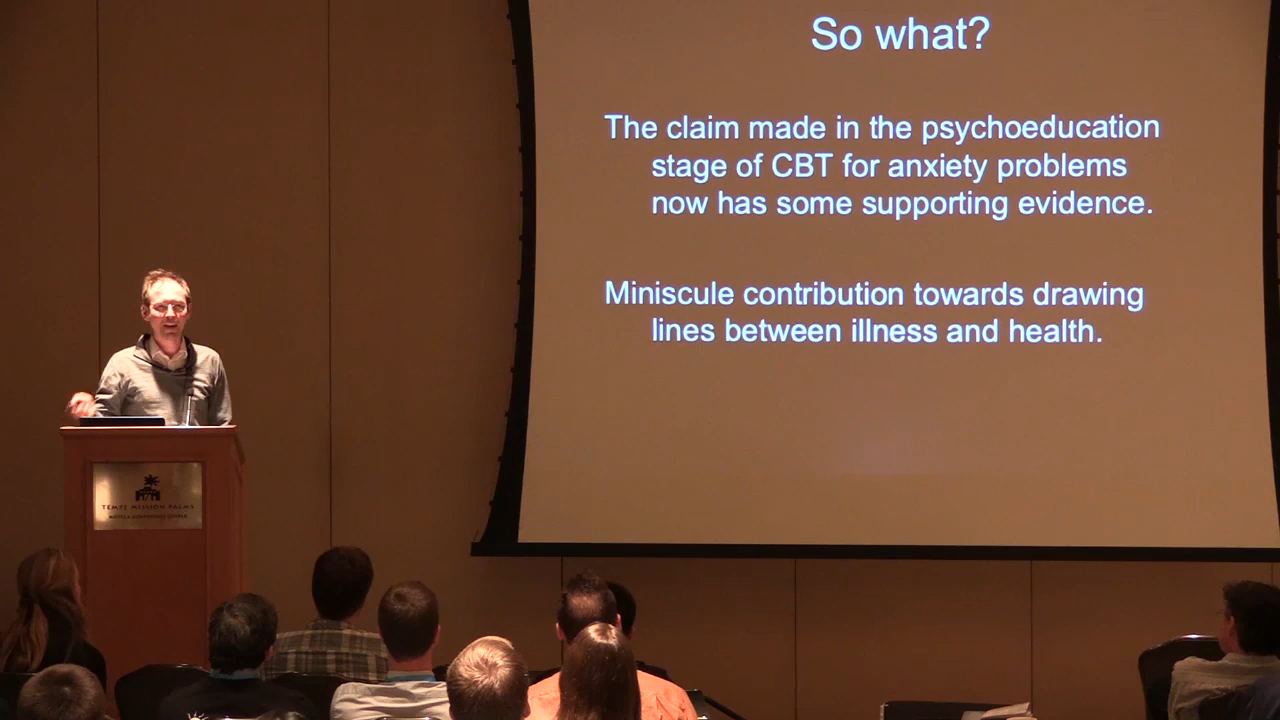 So what?
The claim made in the psychoeducation
stage of CBT for anxiety problems
now has some supporting evidence.
Miniscule contribution towards drawing
lines between illness and health.
TEMPE MISSION PALMS